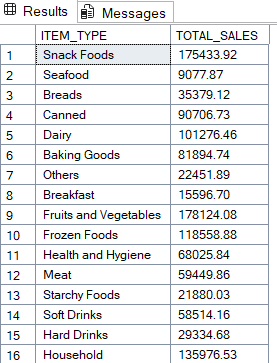 Results Messages
ITEM_TYPE TOTAL_SALES
1 Snack Foods 175433.92
2 Seafood 9077.87
3 Breads 35379.12
4 Canned 90706.73
5 Dairy 101276.46
6 Baking Goods 81894.74
7 Others 22451.89
8 Breakfast 15596.70
9 Fruits and Vegetables 178124.08
10 Frozen Foods 118558.88
11 Health and Hygiene 68025.84
12 Meat 59449.86
13 Starchy Foods 21880.03
14 Soft Drinks 58514.16
15 Hard Drinks 29334.68
16 Household 135976.53